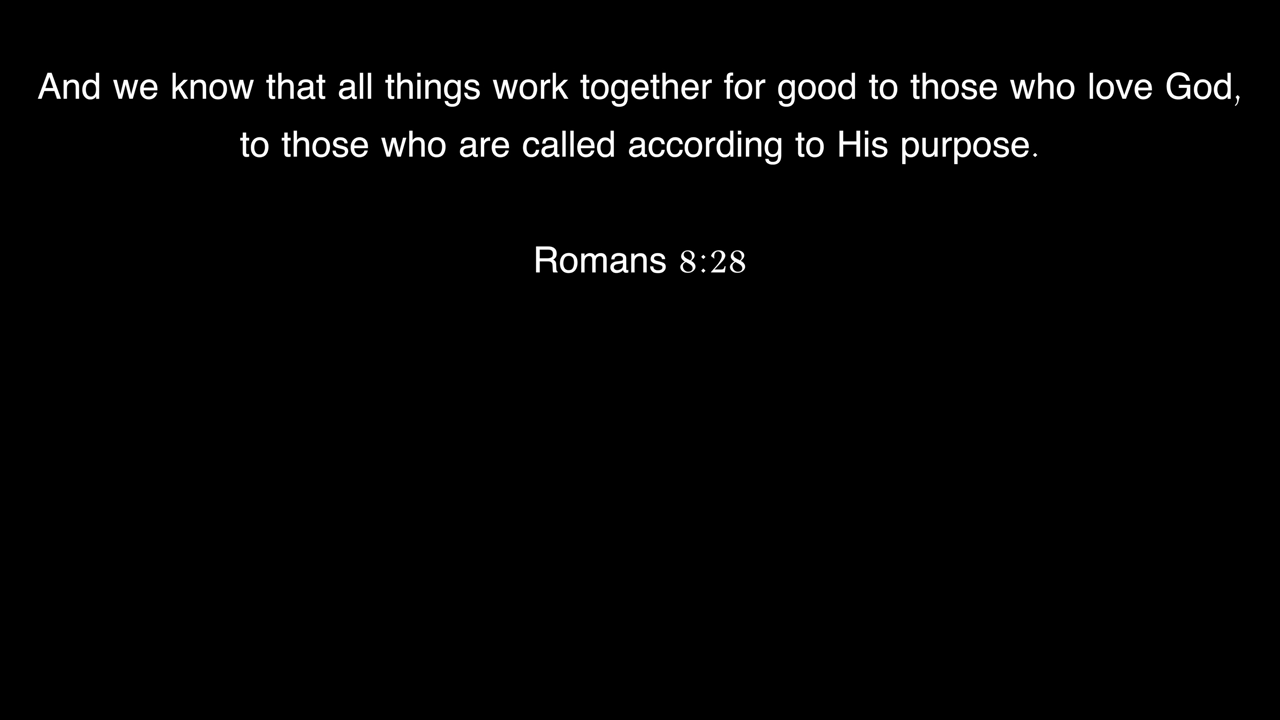 And we know that all things work together for good to those who love God,
to those who are called according to His purpose.
Romans 8:28